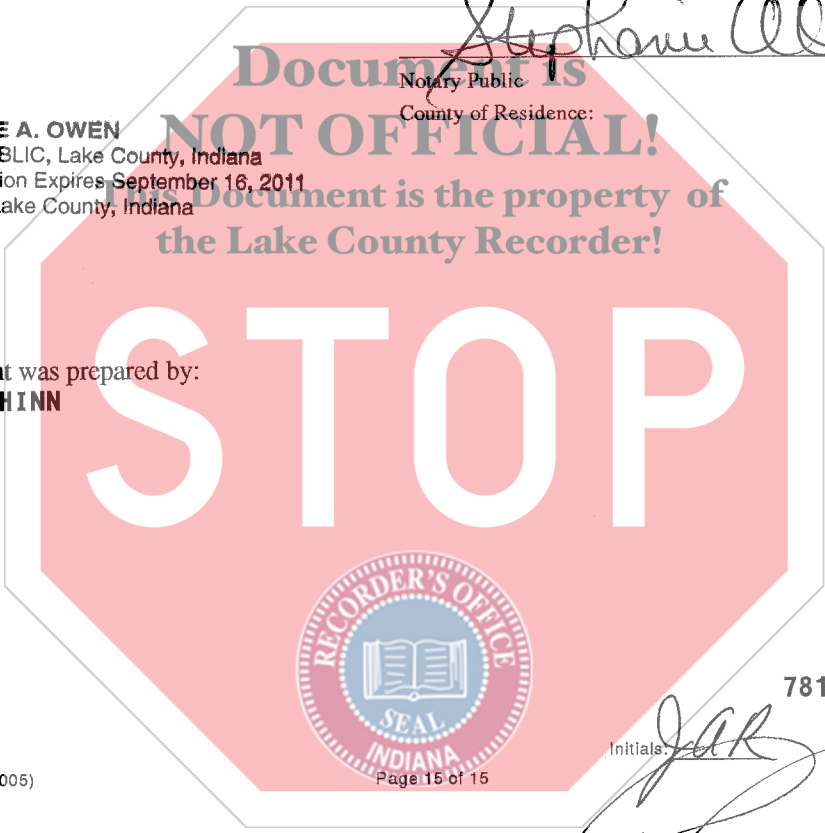 Stephanie
Document is
Notary Public
County of Residence:
NOT OFFICIAL!
E A. OWEN
BLIC, Lake County, Indiana
ion Expires September 16, 2011
ake County, Indiana
This Document is the property of
the Lake County Recorder!
STOP
t was prepared by:
HINN
RECORDER'S OFFICE
SEAL
INDIANA
781
Initials: JAR
005)
Page 15 of 15